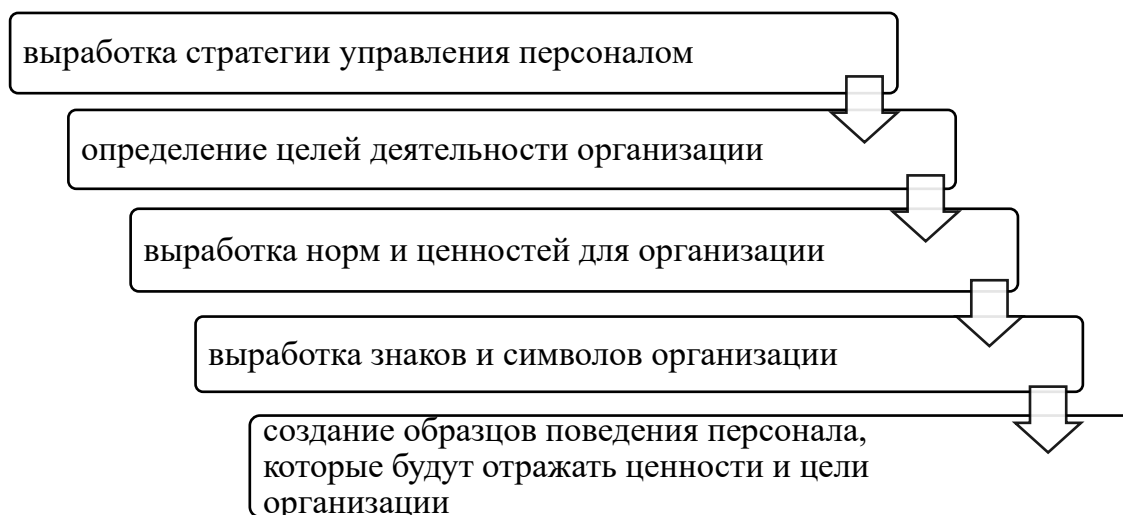 выработка стратегии управления персоналом
определение целей деятельности организации
выработка норм и ценностей для организации
выработка знаков и символов организации
создание образцов поведения персонала,
которые будут отражать ценности и цели
организации